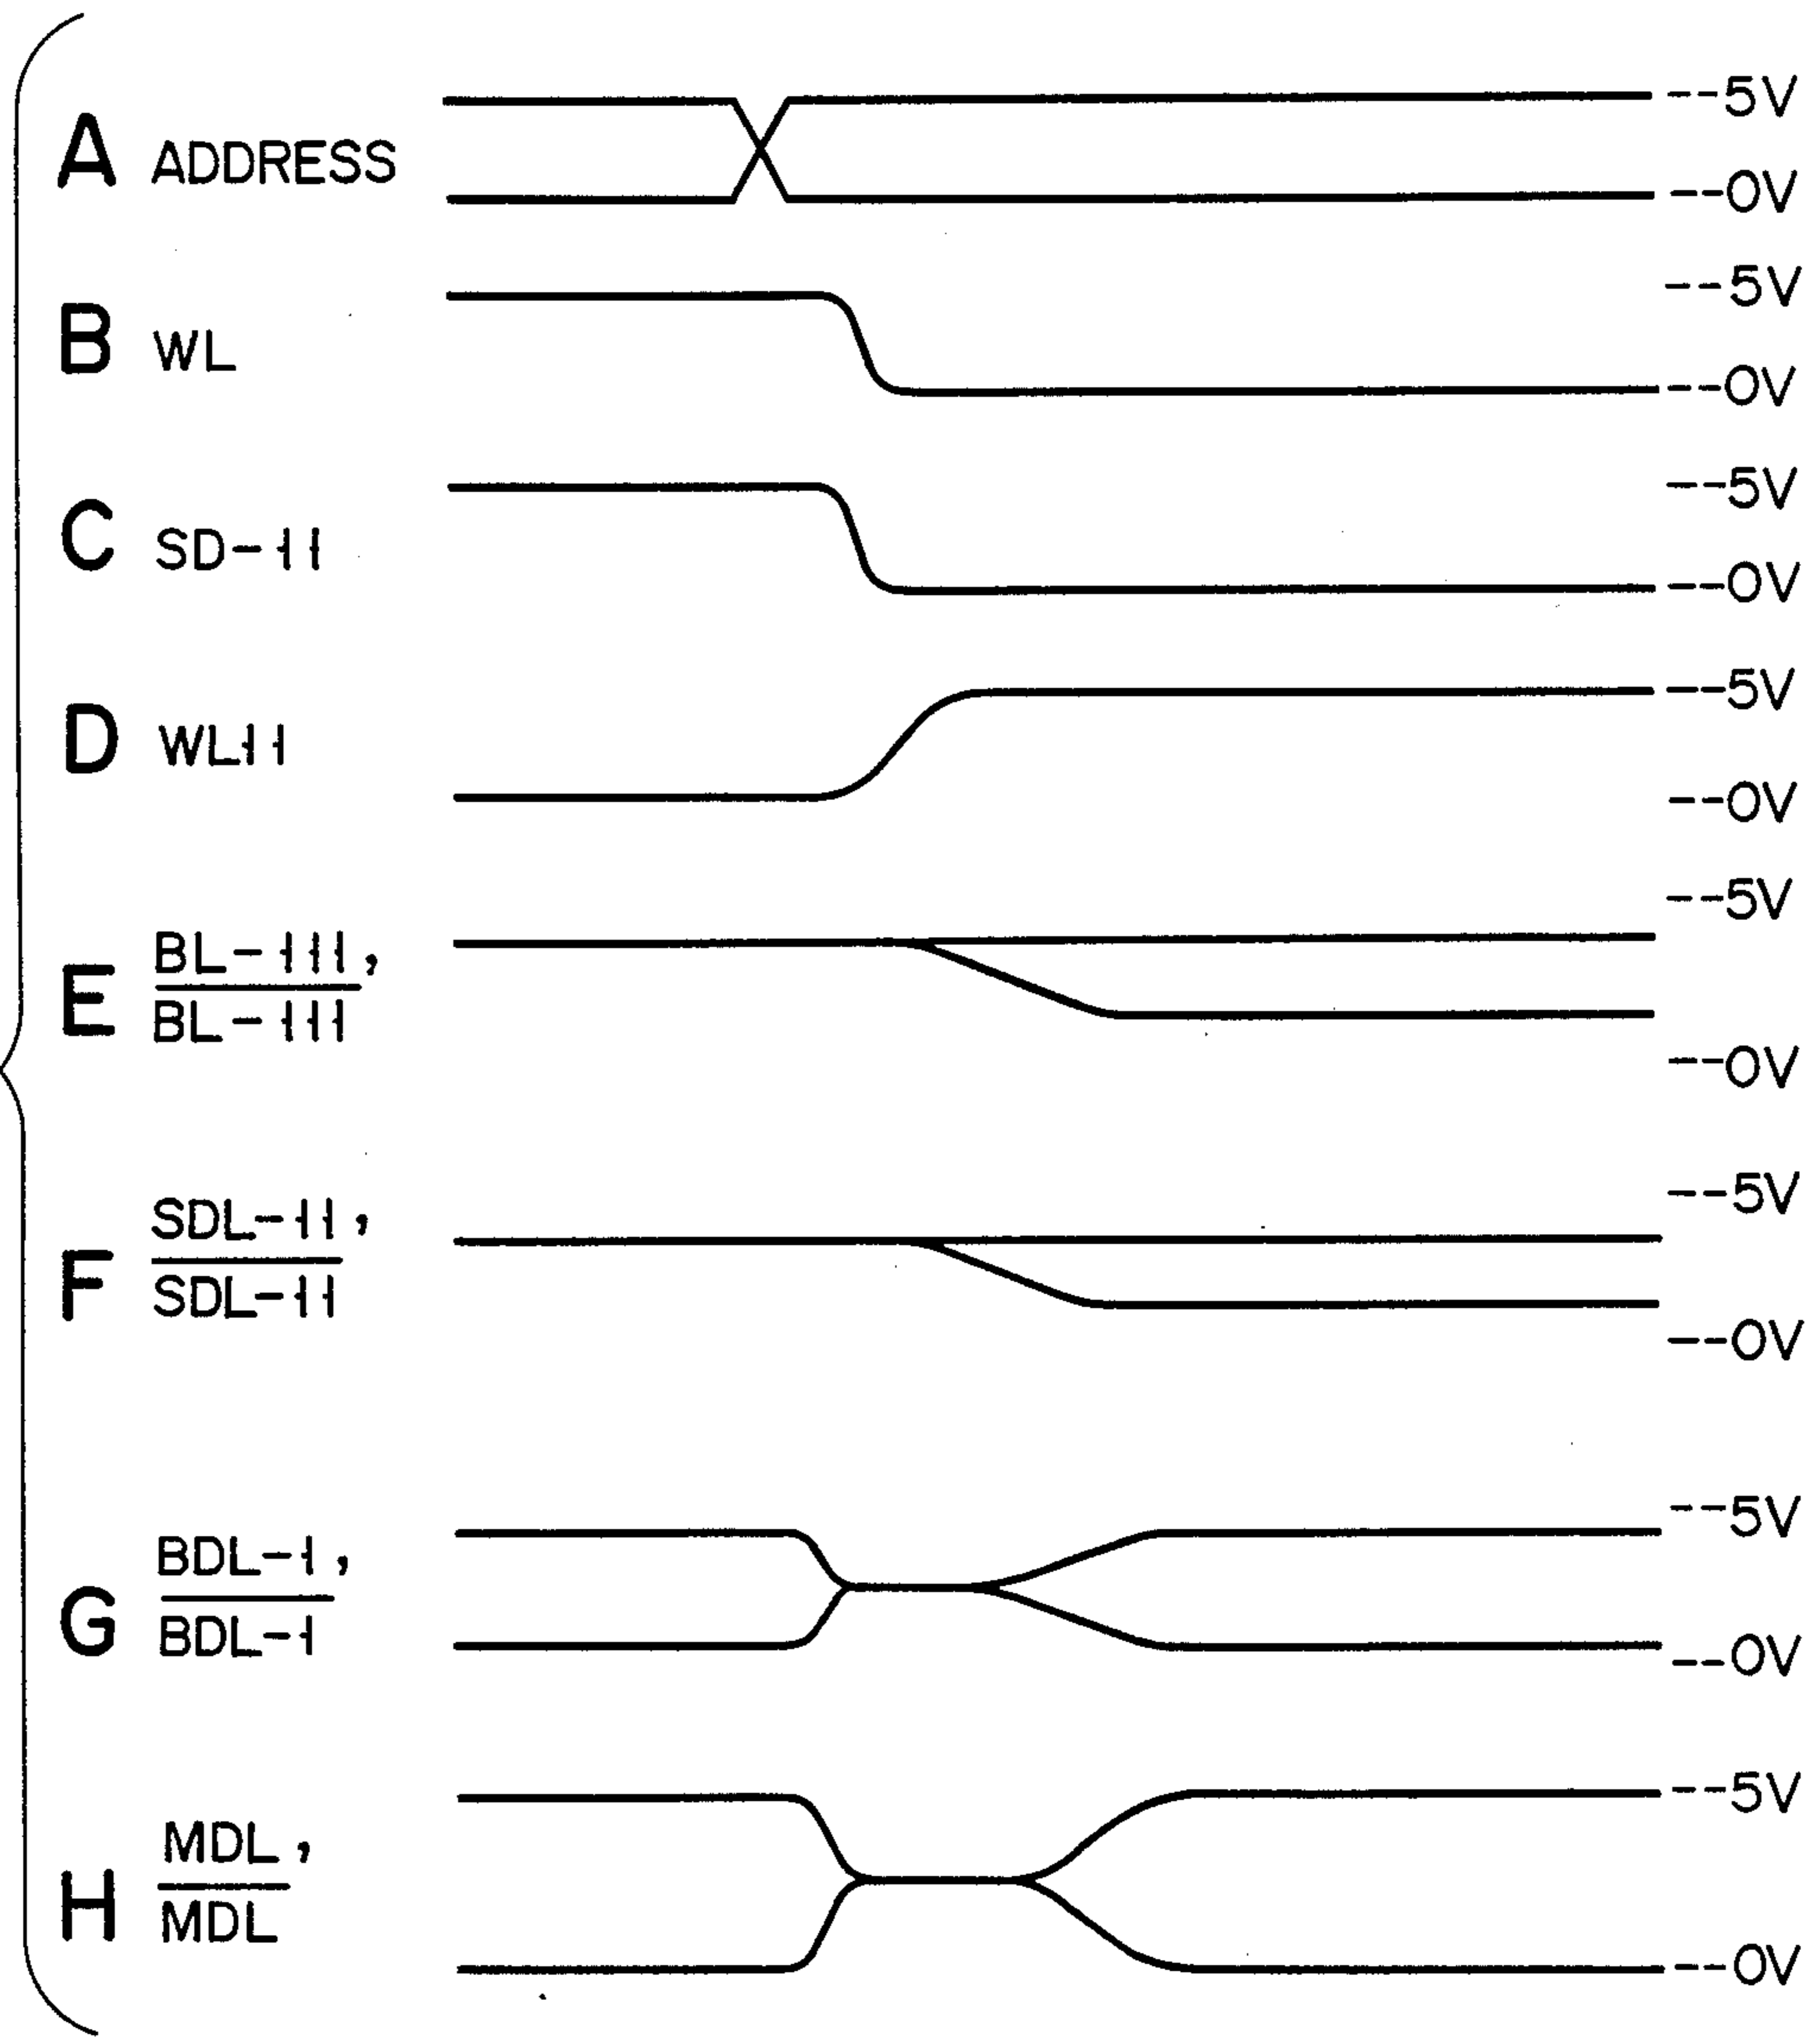 --5V
A ADDRESS
--0V
--5V
B WL
--0V
--5V
C SD-11
--0V
--5V
D WL11
--0V
--5V
E BL-111,
BL-111
--0V
--5V
F SDL-11,
SDL-11
--0V
--5V
G BDL-1,
BDL-1
--0V
--5V
H MDL,
MDL
--0V